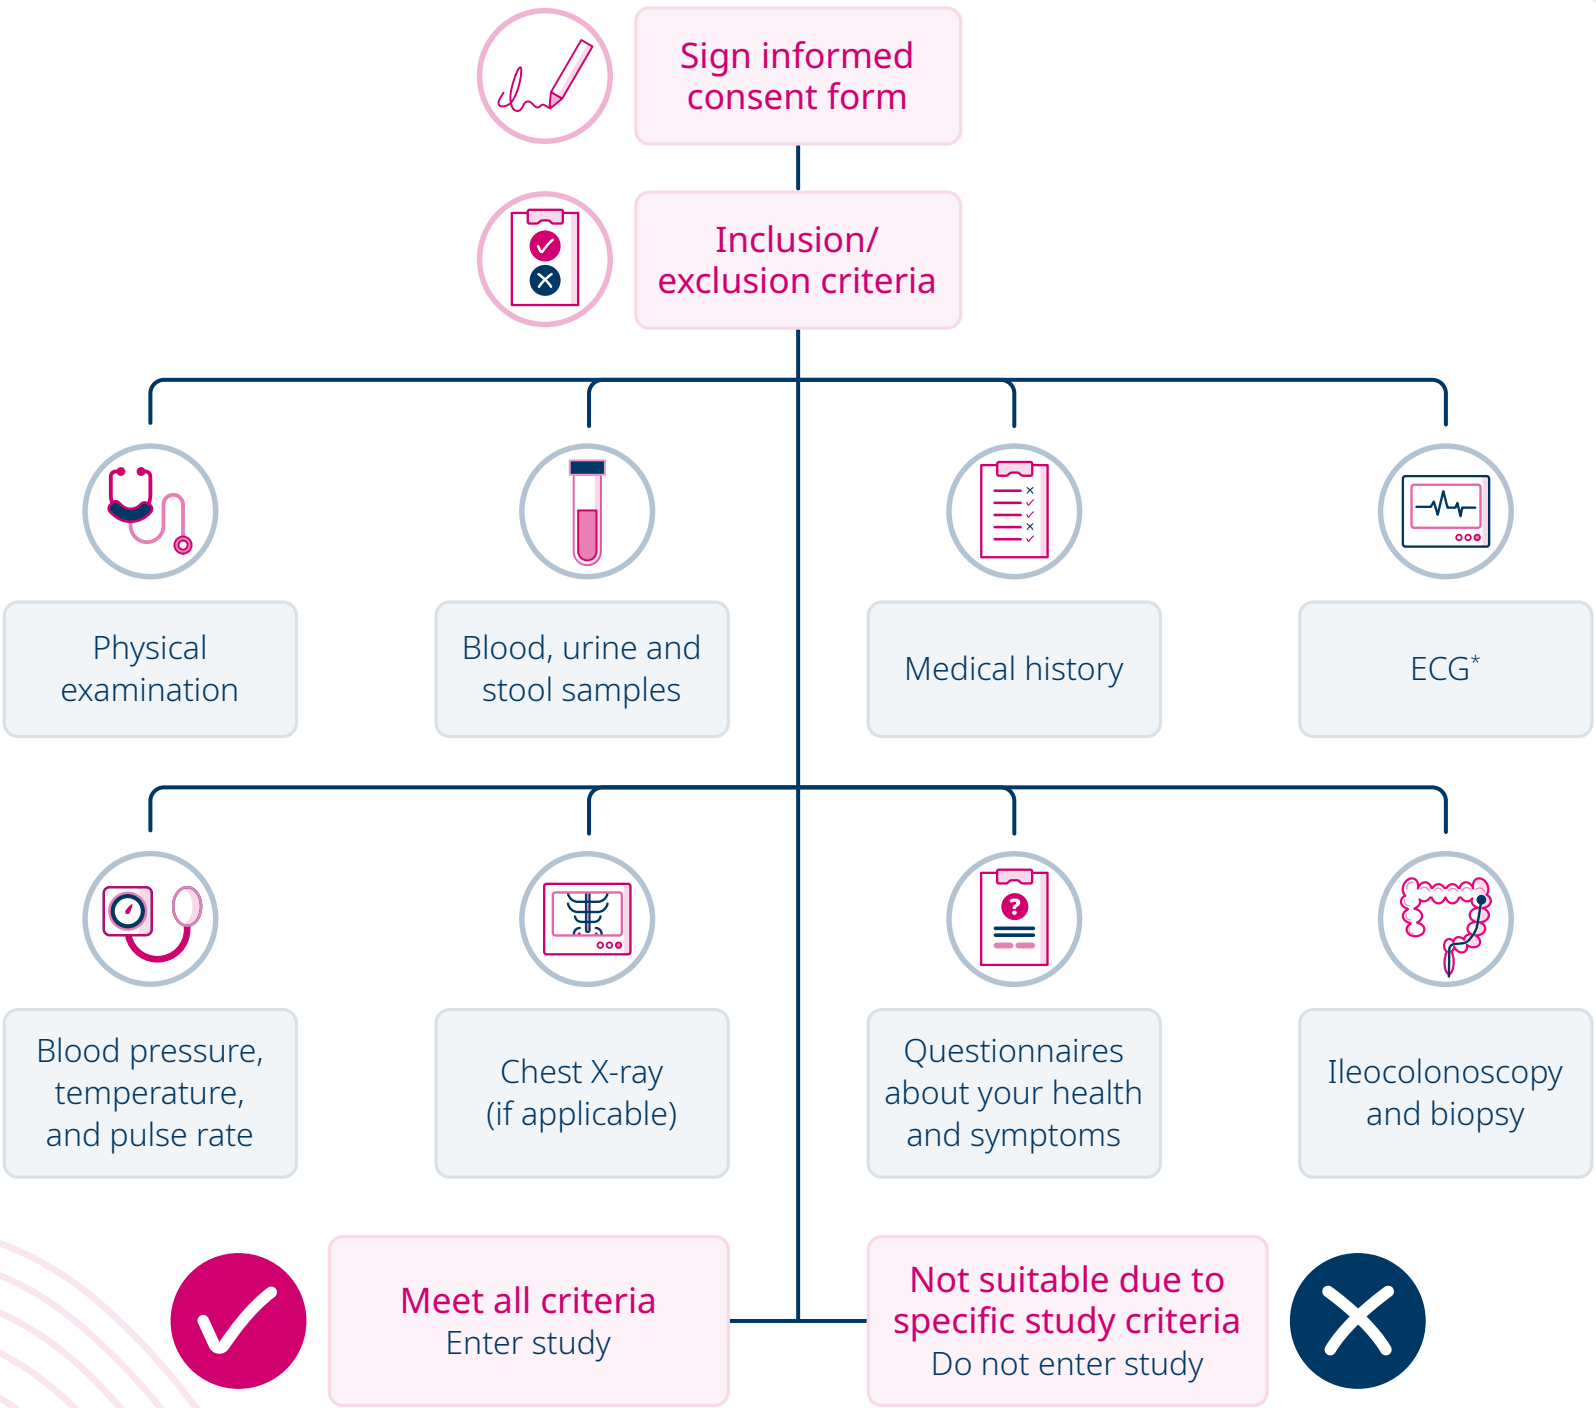 Sign informed
consent form
Inclusion/
exclusion criteria
Physical
examination
Blood, urine and
stool samples
Medical history
ECG*
Blood pressure,
temperature,
and pulse rate
Chest X-ray
(if applicable)
?
Questionnaires
about your health
and symptoms
Ileocolonoscopy
and biopsy
Meet all criteria
Enter study
Not suitable due to
specific study criteria
Do not enter study